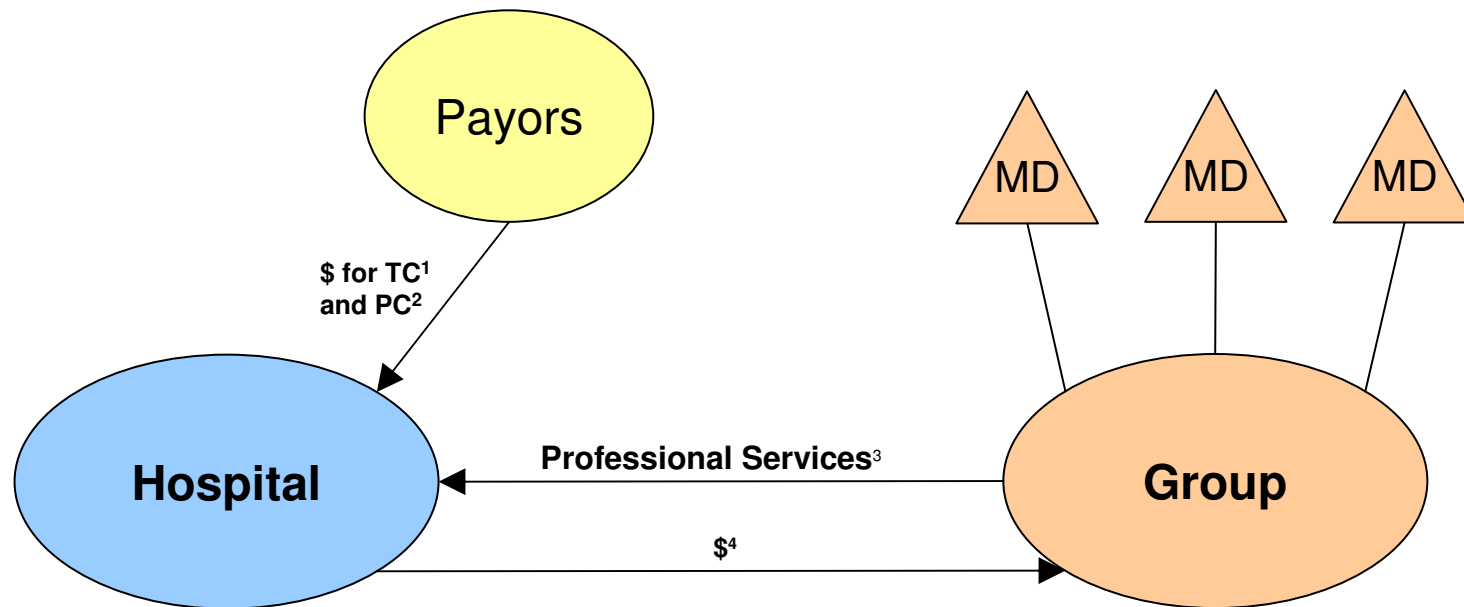 Payors
MD
MD
MD
$ for TC¹
and PC²
Professional Services³
Hospital
Group
$⁴